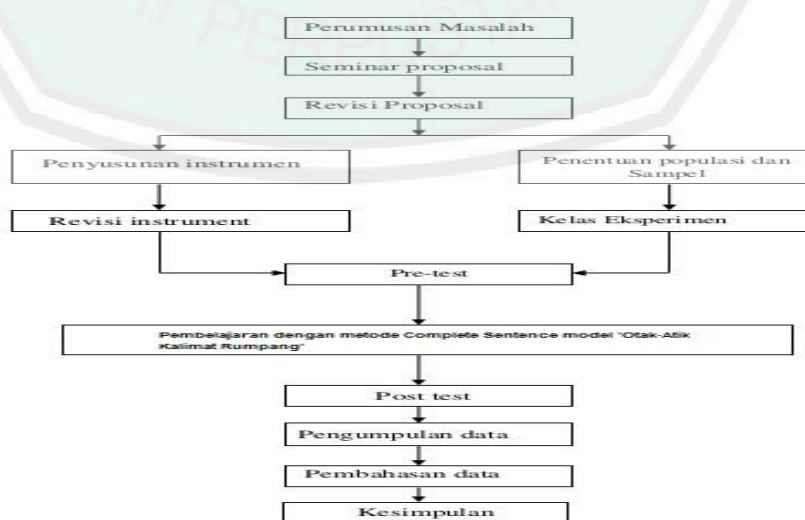 PERPUSTA
Perumusan Masalah
Seminar proposal
Revisi Proposal
Penyusunan instrumen
Penentuan populasi dan
Sampel
Revisi instrument
Kelas Eksperimen
Pre-test
Pembelajaran dengan metode Complete Sentence model "Otak-Atik
Kalimat Rumpang"
Post test
Pengumpulan data
Pembahasan data
Kesimpulan